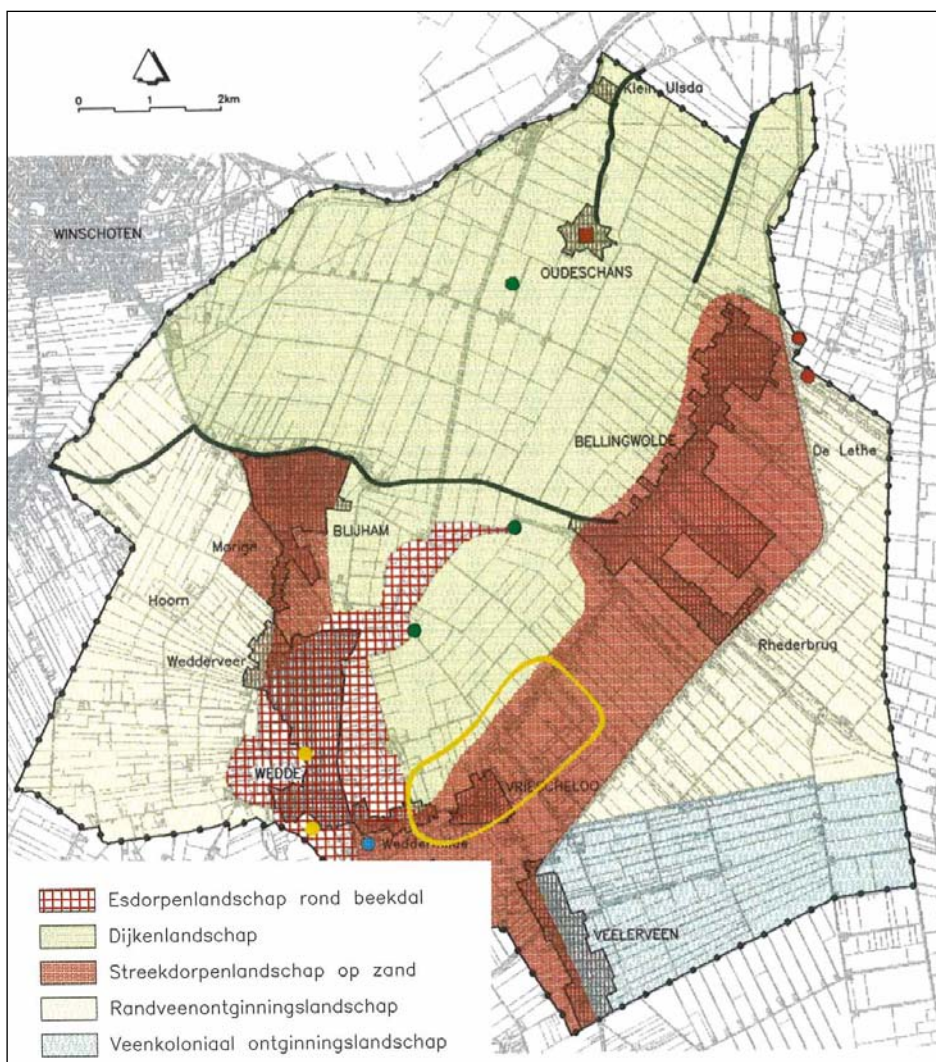 0 1 2km
Klein Ulsda
WINSCHOTEN
OUDESCHANS
BELLINGWOLDE
De Lethe
BLIJHAM
Morige
Hoorn
Wedderveer
Rhederbrug
WEDDE
VRIESCHELOO
VEELERVEEN
Esdorpenlandschap rond beekdal
Dijkenlandschap
Streekdorpenlandschap op zand
Randveenontginningslandschap
Veenkoloniaal ontginningslandschap